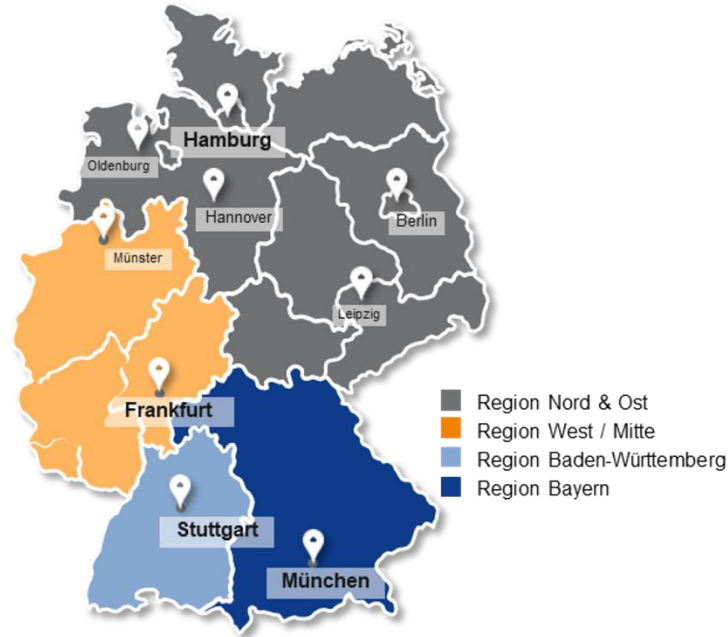 Hamburg
Oldenburg
Hannover
Berlin
Münster
Leipzig
Frankfurt
Stuttgart
München
Region Nord & Ost
Region West / Mitte
Region Baden-Württemberg
Region Bayern